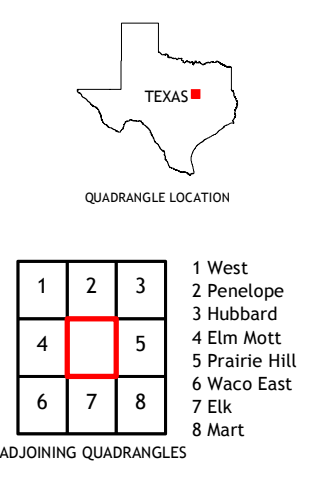 TEXAS
QUADRANGLE LOCATION
1 2 3
4 5
6 7 8
1 West
2 Penelope
3 Hubbard
4 Elm Mott
5 Prairie Hill
6 Waco East
7 Elk
8 Mart
ADJOINING QUADRANGLES